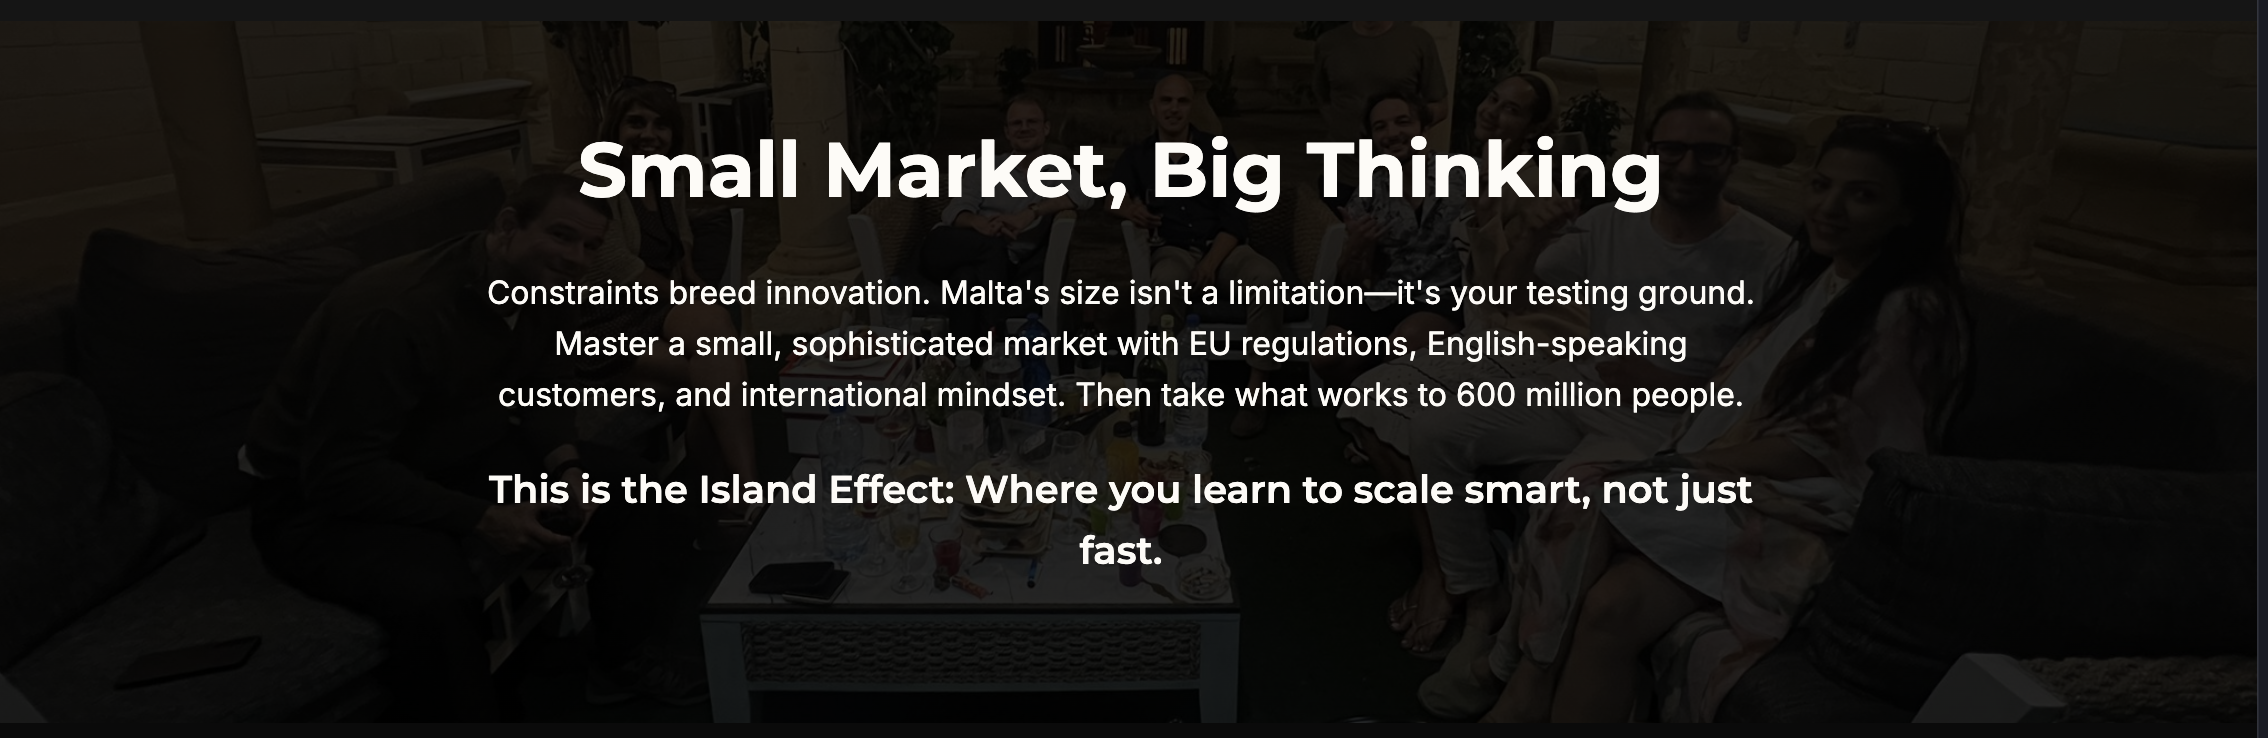 Small Market, Big Thinking
Constraints breed innovation. Malta's size isn't a limitation—it's your testing ground.
Master a small, sophisticated market with EU regulations, English-speaking
customers, and international mindset. Then take what works to 600 million people.
This is the Island Effect: Where you learn to scale smart, not just
fast.